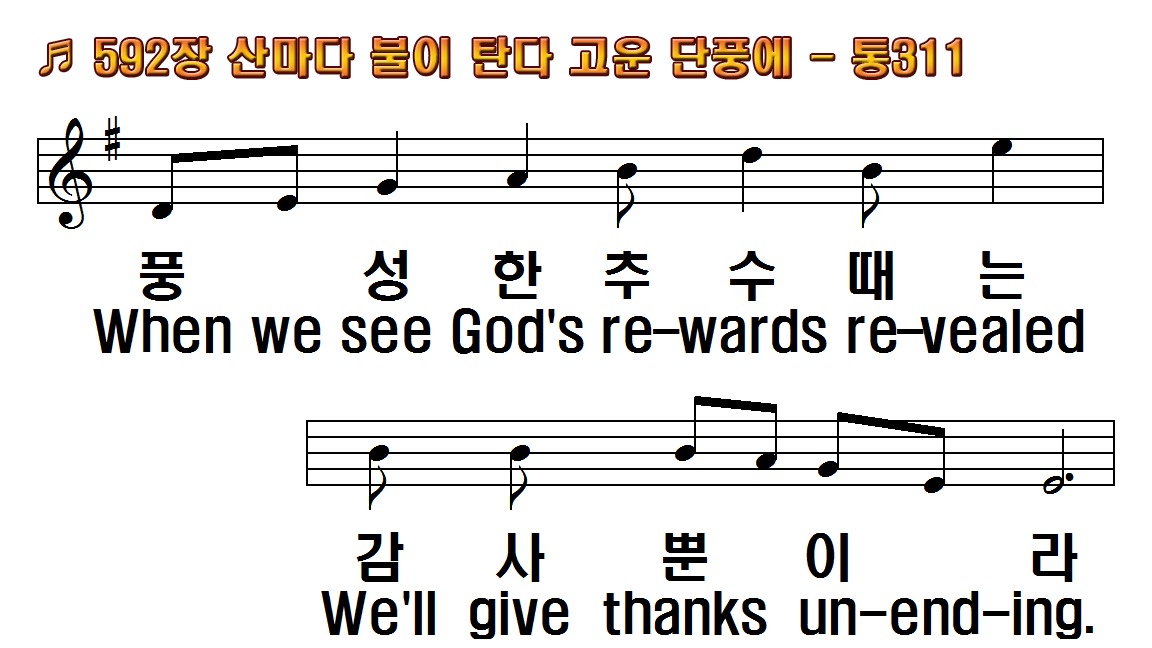 ♬ 592장 산마다 불이 탄다 고운 단풍에 - 통311
풍 성 한 추 수 때 는
When we see God's re-wards re-vealed
감 사 뿐 이 라
We'll give thanks un-end-ing.